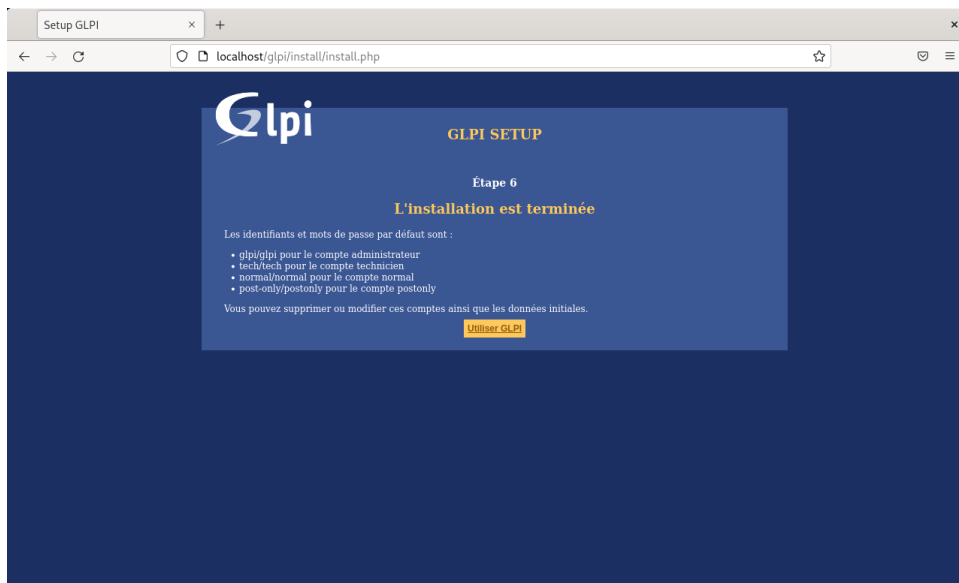 Setup GLPI
localhost/glpi/install/install.php
Glpi
GLPI SETUP
Étape 6
L'installation est terminée
Les identifiants et mots de passe par défaut sont :
• glpi/glpi pour le compte administrateur
• tech/tech pour le compte technicien
• normal/normal pour le compte normal
• post-only/postonly pour le compte postonly
Vous pouvez supprimer ou modifier ces comptes ainsi que les données initiales.
Utiliser GLPI